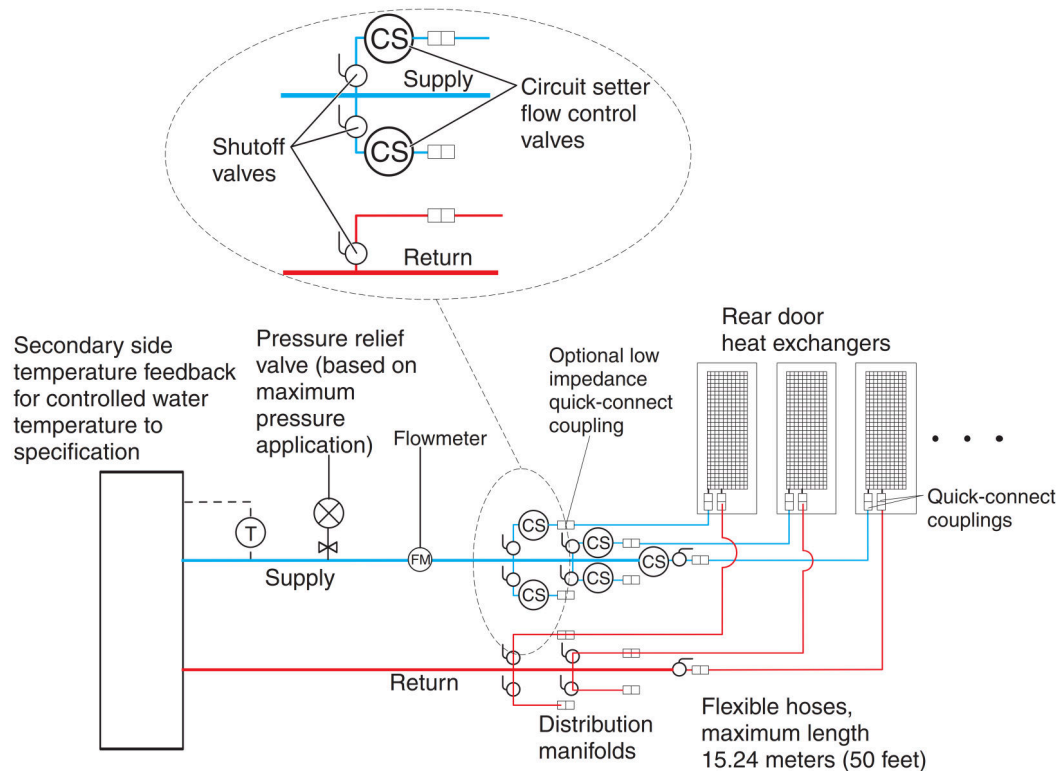 CS
Supply
Circuit setter
flow control
valves
CS
Shutoff
valves
Return
Rear door
heat exchangers
Secondary side
temperature feedback
for controlled water
temperature to
specification
Pressure relief
valve (based on
maximum
pressure
application)
Flowmeter
Optional low
impedance
quick-connect
coupling
Quick-connect
couplings
T
FM
CS
CS
CS
CS
CS
Supply
Return
Distribution
manifolds
Flexible hoses,
maximum length
15.24 meters (50 feet)